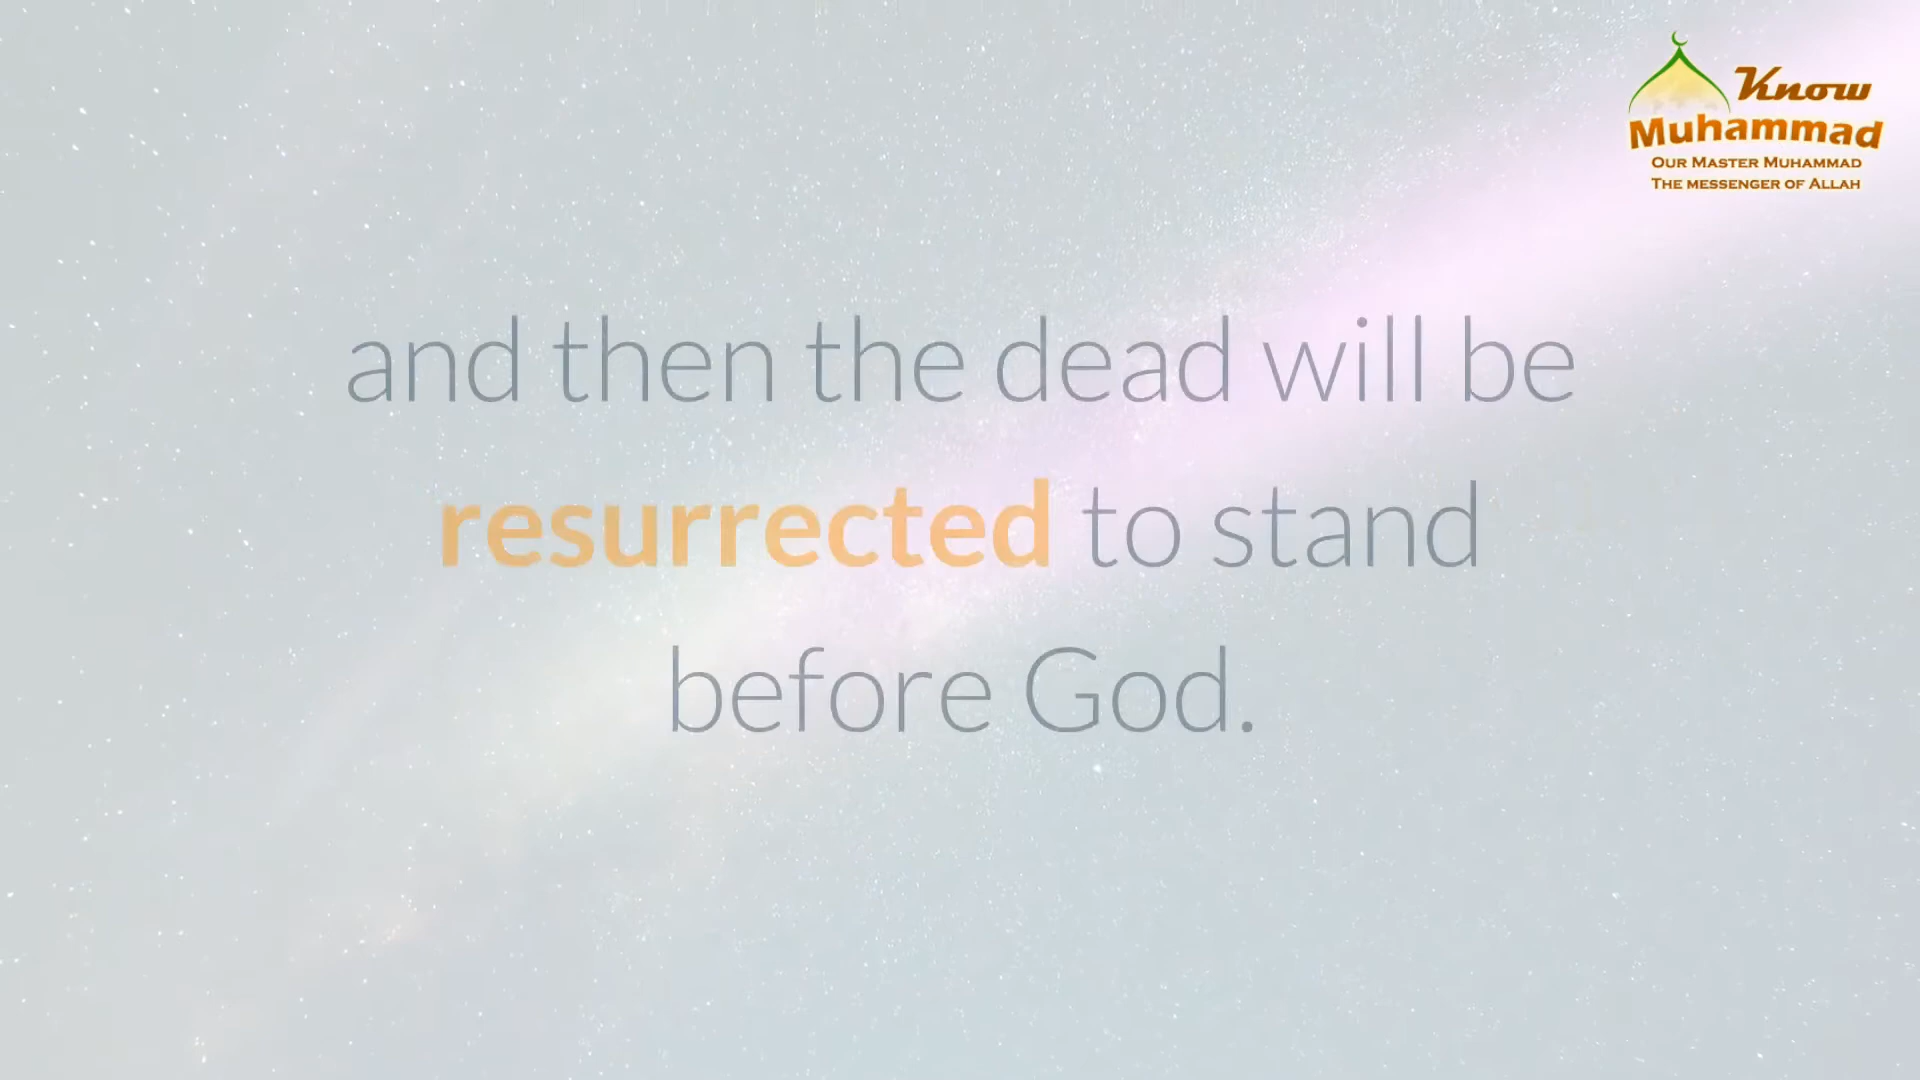 Know
Muhammad
OUR MASTER MUHAMMAD
THE MESSENGER OF ALLAH
and then the dead will be
resurrected to stand
before God.